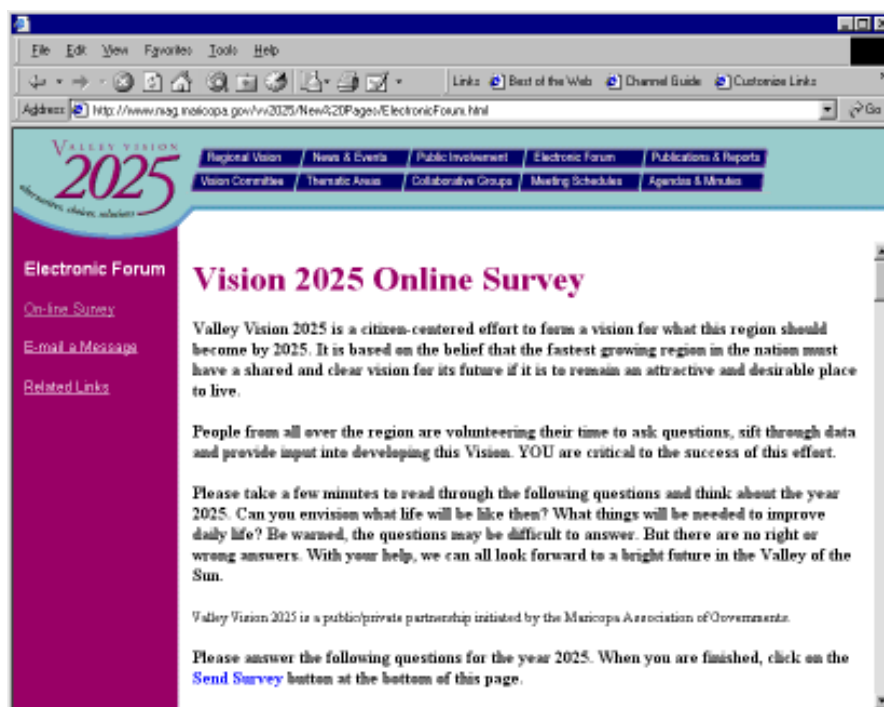 File Edit View Favorites Tools Help
Links Best of the Web Channel Guide Customize Links
Address http://www.mag.maricopa.gov/vv2025/New%20Pages/ElectronicForum.html Go
VALLEY VISION
2025
alternatives, choices, solutions
Regional Vision News & Events Public Involvement Electronic Forum Publications & Reports
Vision Committee Thematic Areas Collaborative Groups Meeting Schedules Agendas & Minutes
Electronic Forum
On-line Survey
E-mail a Message
Related Links
Vision 2025 Online Survey
Valley Vision 2025 is a citizen-centered effort to form a vision for what this region should
become by 2025. It is based on the belief that the fastest growing region in the nation must
have a shared and clear vision for its future if it is to remain an attractive and desirable place
to live.
People from all over the region are volunteering their time to ask questions, sift through data
and provide input into developing this Vision. YOU are critical to the success of this effort.
Please take a few minutes to read through the following questions and think about the year
2025. Can you envision what life will be like then? What things will be needed to improve
daily life? Be warned, the questions may be difficult to answer. But there are no right or
wrong answers. With your help, we can all look forward to a bright future in the Valley of the
Sun.
Valley Vision 2025 is a public/private partnership initiated by the Maricopa Association of Governments.
Please answer the following questions for the year 2025. When you are finished, click on the
Send Survey button at the bottom of this page.